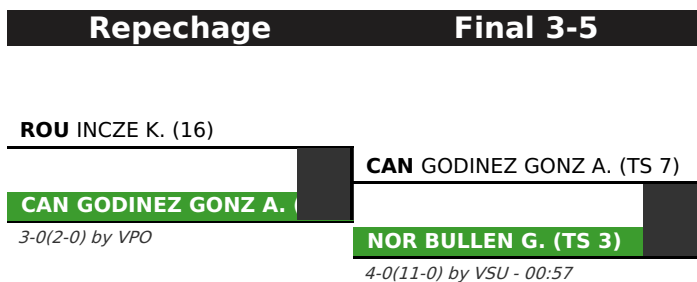 Repechage
Final 3-5
ROU INCZE K. (16)
CAN GODINEZ GONZ A. (
3-0(2-0) by VPO
CAN GODINEZ GONZ A. (TS 7)
NOR BULLEN G. (TS 3)
4-0(11-0) by VSU - 00:57